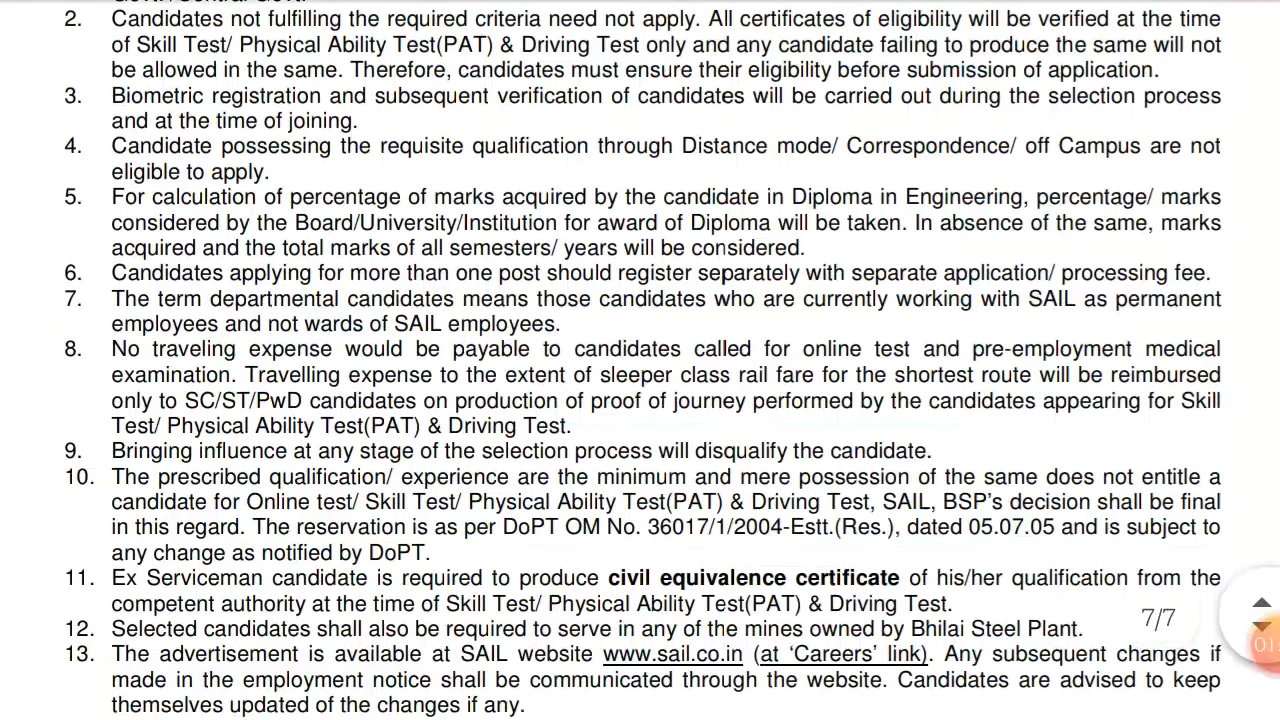 2. Candidates not fulfilling the required criteria need not apply. All certificates of eligibility will be verified at the time
of Skill Test/ Physical Ability Test(PAT) & Driving Test only and any candidate failing to produce the same will not
be allowed in the same. Therefore, candidates must ensure their eligibility before submission of application.
3. Biometric registration and subsequent verification of candidates will be carried out during the selection process
and at the time of joining.
4. Candidate possessing the requisite qualification through Distance mode/ Correspondence/ off Campus are not
eligible to apply.
5. For calculation of percentage of marks acquired by the candidate in Diploma in Engineering, percentage/ marks
considered by the Board/University/Institution for award of Diploma will be taken. In absence of the same, marks
acquired and the total marks of all semesters/ years will be considered.
6. Candidates applying for more than one post should register separately with separate application/ processing fee.
7. The term departmental candidates means those candidates who are currently working with SAIL as permanent
employees and not wards of SAIL employees.
8. No traveling expense would be payable to candidates called for online test and pre-employment medical
examination. Travelling expense to the extent of sleeper class rail fare for the shortest route will be reimbursed
only to SC/ST/PwD candidates on production of proof of journey performed by the candidates appearing for Skill
Test/ Physical Ability Test(PAT) & Driving Test.
9. Bringing influence at any stage of the selection process will disqualify the candidate.
10. The prescribed qualification/ experience are the minimum and mere possession of the same does not entitle a
candidate for Online test/ Skill Test/ Physical Ability Test(PAT) & Driving Test, SAIL, BSP's decision shall be final
in this regard. The reservation is as per DoPT OM No. 36017/1/2004-Estt.(Res.), dated 05.07.05 and is subject to
any change as notified by DoPT.
11. Ex Serviceman candidate is required to produce civil equivalence certificate of his/her qualification from the
competent authority at the time of Skill Test/ Physical Ability Test(PAT) & Driving Test.
7/7
12. Selected candidates shall also be required to serve in any of the mines owned by Bhilai Steel Plant.
13. The advertisement is available at SAIL website www.sail.co.in (at 'Careers' link). Any subsequent changes if
made in the employment notice shall be communicated through the website. Candidates are advised to keep
themselves updated of the changes if any.